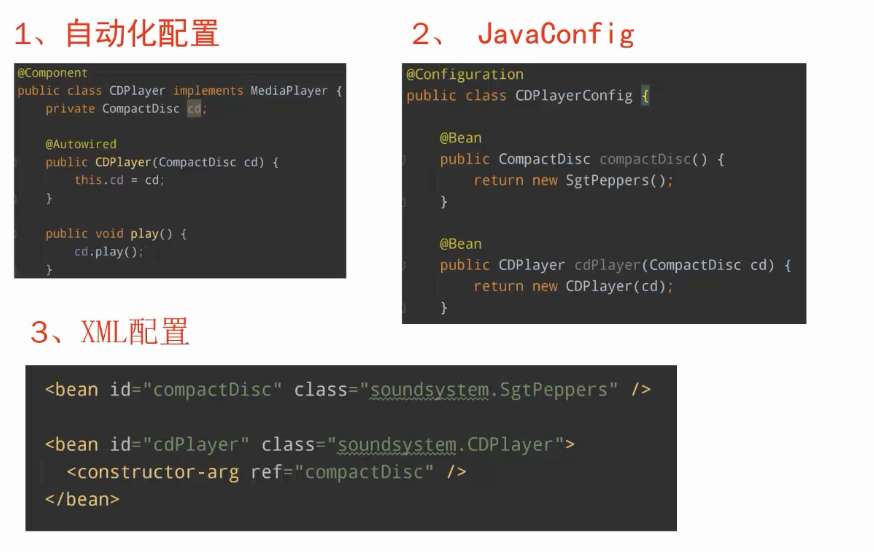 1、自动化配置
@Component
public class CDPlayer implements MediaPlayer {
private CompactDisc cd;
@Autowired
public CDPlayer(CompactDisc cd) {
this.cd = cd;
}
public void play() {
cd.play();
}
2、 JavaConfig
@Configuration
public class CDPlayerConfig {
@Bean
public CompactDisc compactDisc() {
return new SgtPeppers();
}
@Bean
public CDPlayer cdPlayer(CompactDisc cd) {
return new CDPlayer(cd);
}
3、XML配置
<bean id="compactDisc" class="soundsystem.SgtPeppers" />
<bean id="cdPlayer" class="soundsystem.CDPlayer">
<constructor-arg ref="compactDisc" />
</bean>